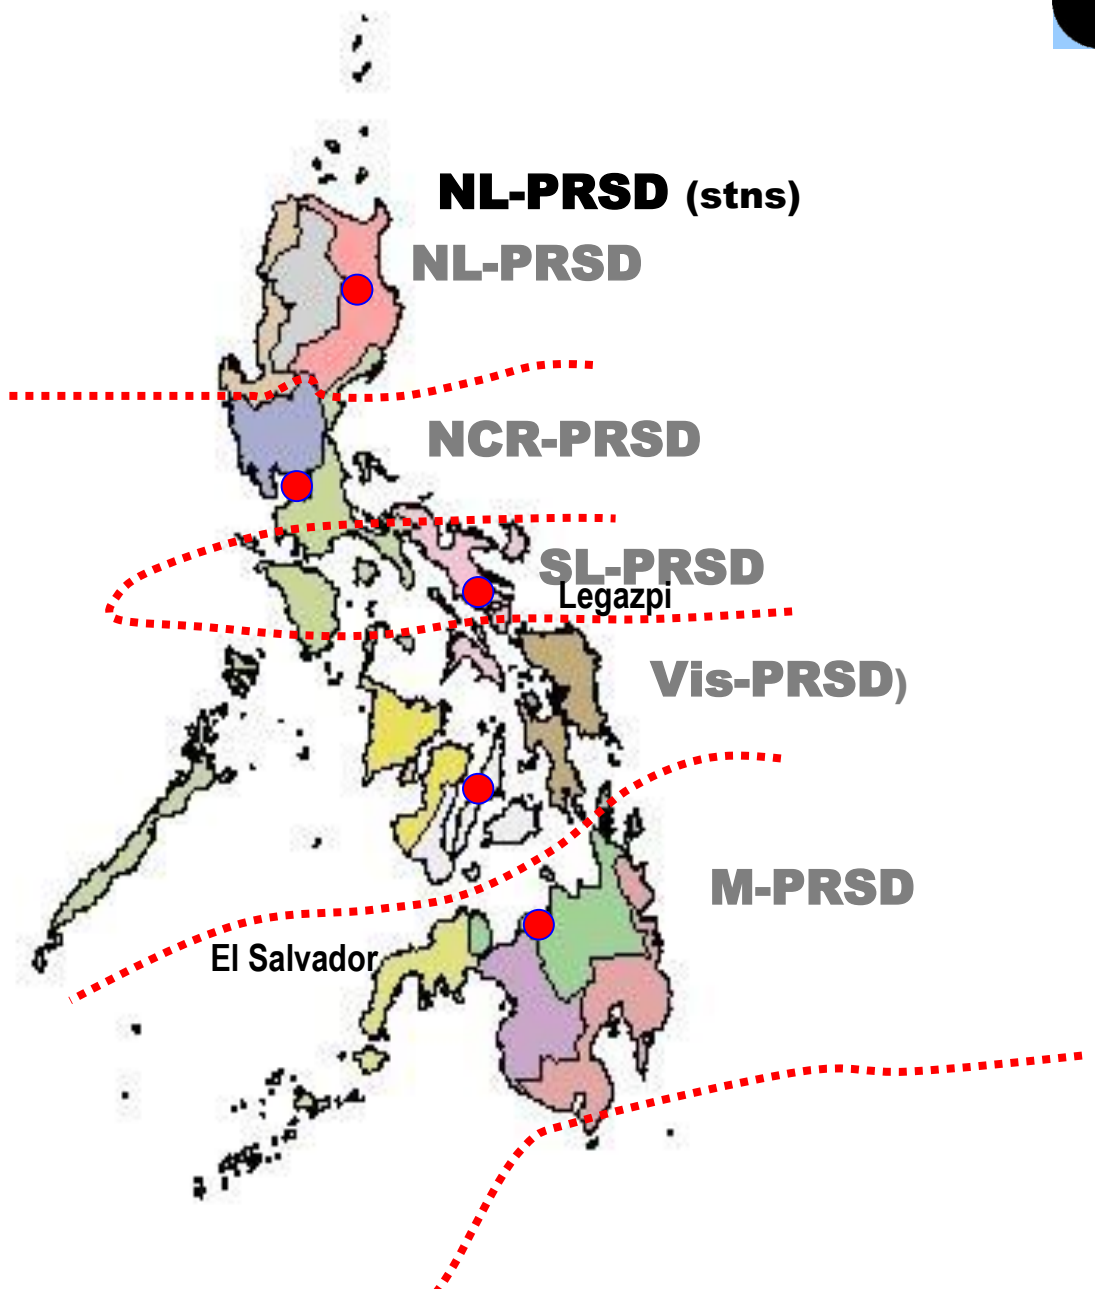 NL-PRSD (stns)
NL-PRSD
NCR-PRSD
SL-PRSD
Legazpi
Vis-PRSD)
M-PRSD
El Salvador